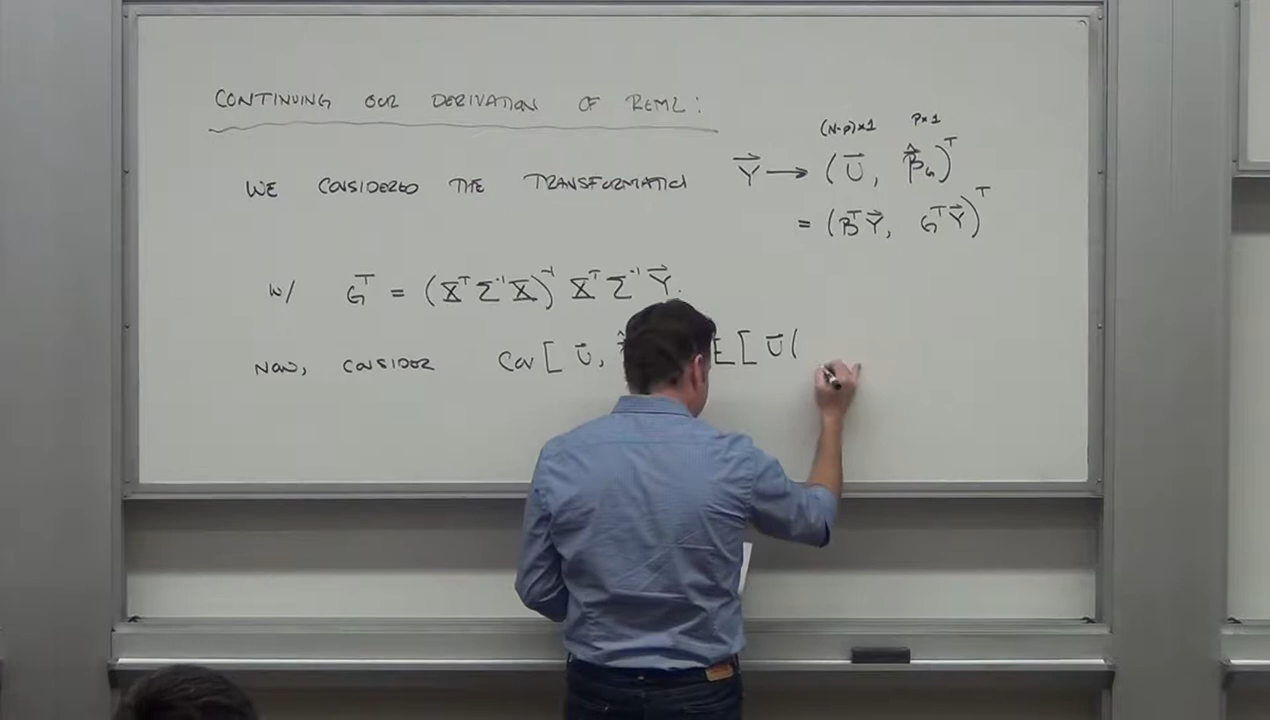 CONTINUING OUR DERIVATION OF REML:
(N-p)×1 P×1
WE CONSIDERED THE TRANSFORMATION Y⃗ → (U⃗, β̂⃗_G)^T
= (B^T Y⃗, G^T Y⃗)^T
w/ G^T = (X^T Σ^-1 X)^-1 X^T Σ^-1 Y⃗.
NOW, CONSIDER Cov[ U⃗, E[ U⃗(